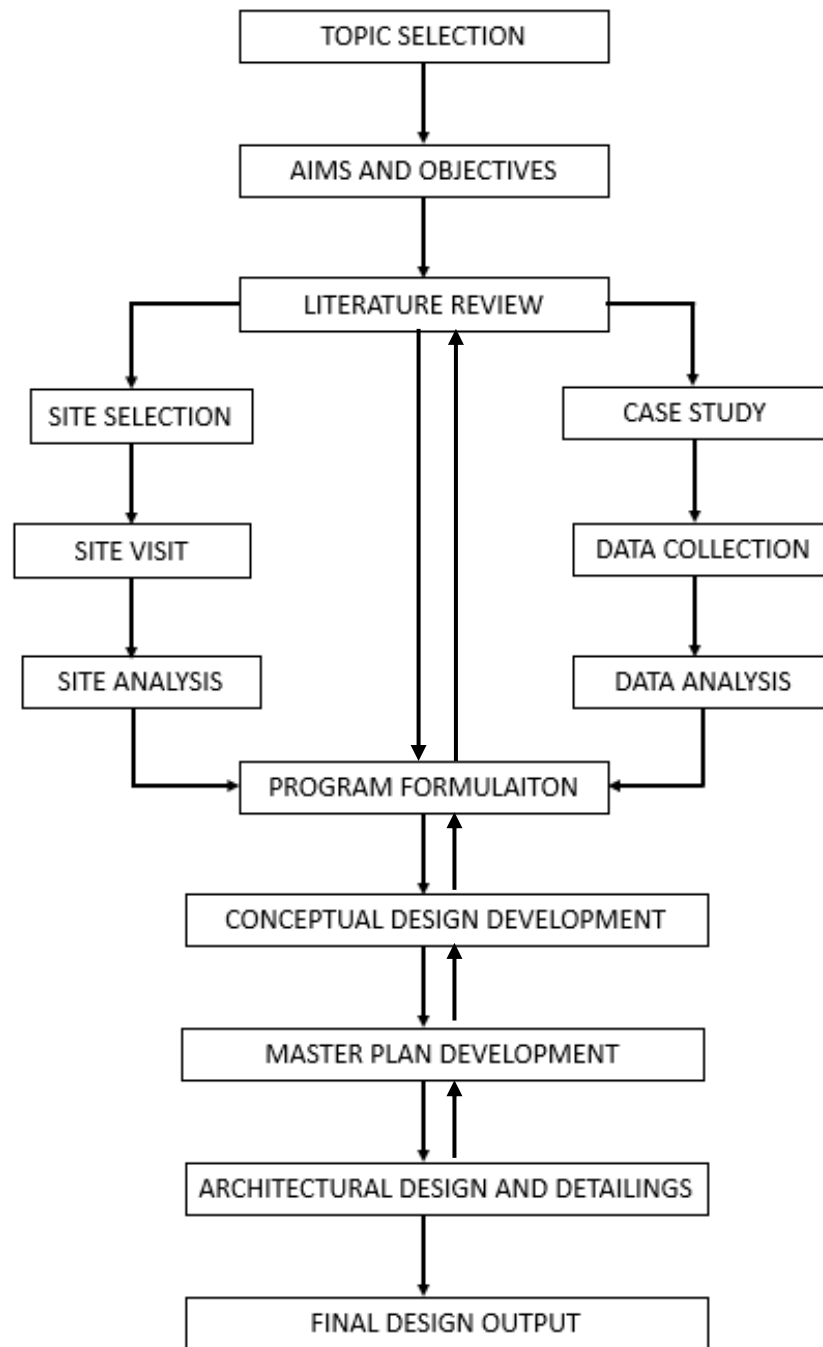 TOPIC SELECTION
AIMS AND OBJECTIVES
LITERATURE REVIEW
SITE SELECTION
CASE STUDY
SITE VISIT
DATA COLLECTION
SITE ANALYSIS
DATA ANALYSIS
PROGRAM FORMULAITON
CONCEPTUAL DESIGN DEVELOPMENT
MASTER PLAN DEVELOPMENT
ARCHITECTURAL DESIGN AND DETAILINGS
FINAL DESIGN OUTPUT